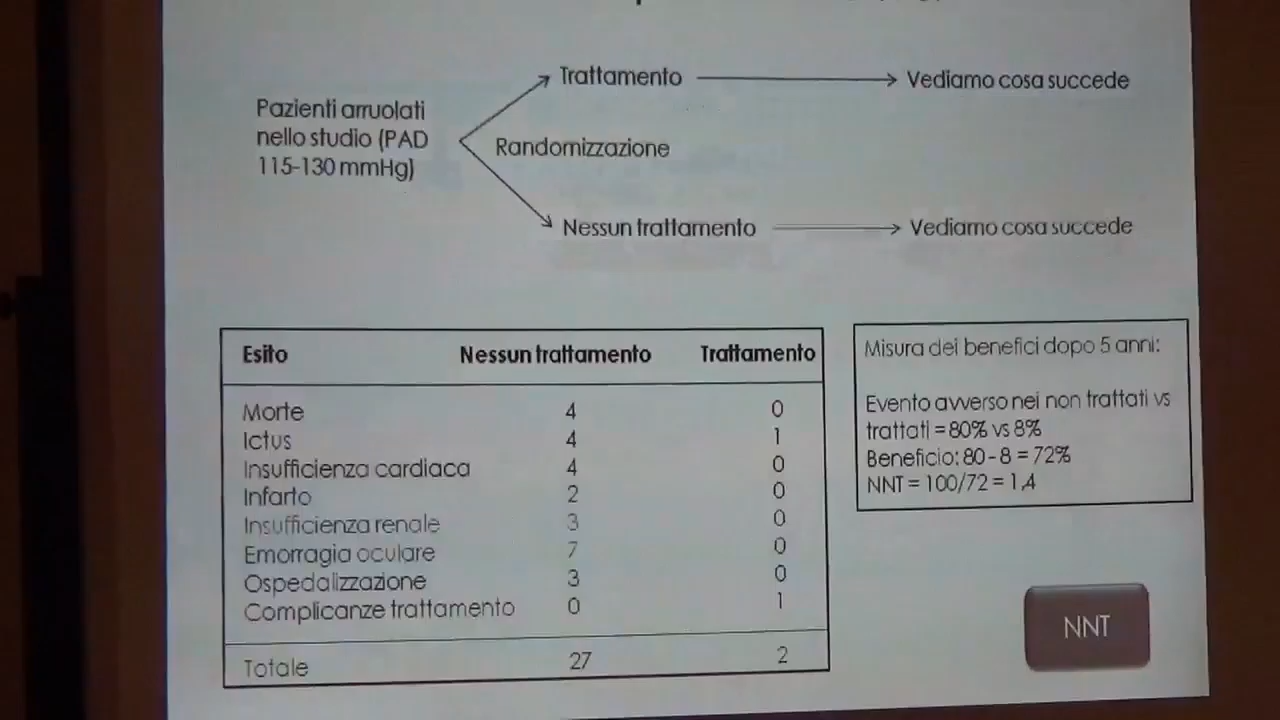 Trattamento
Vediamo cosa succede
Pazienti arruolati
nello studio (PAD
115-130 mmHg)
Randomizzazione
Nessun trattamento
Vediamo cosa succede
Esito Nessun trattamento Trattamento
Morte 4 0
Ictus 4 1
Insufficienza cardiaca 4 0
Infarto 2 0
Insufficienza renale 3 0
Emorragia oculare 7 0
Ospedalizzazione 3 0
Complicanze trattamento 0 1
Totale 27 2
Misura dei benefici dopo 5 anni:
Evento avverso nei non trattati vs
trattati = 80% vs 8%
Beneficio: 80 - 8 = 72%
NNT = 100/72 = 1,4
NNT